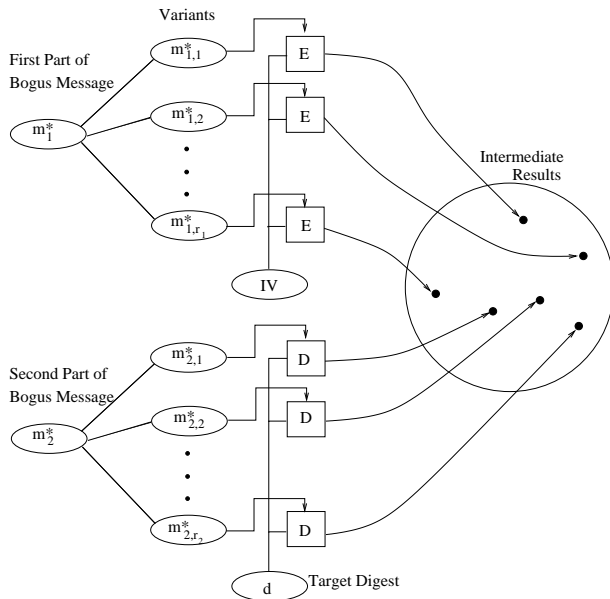 Variants
First Part of
Bogus Message
m*1,1
E
m*1
m*1,2
E
Intermediate
Results
m*1,r1
E
IV
Second Part of
Bogus Message
m*2,1
D
m*2
m*2,2
D
m*2,r2
D
d
Target Digest